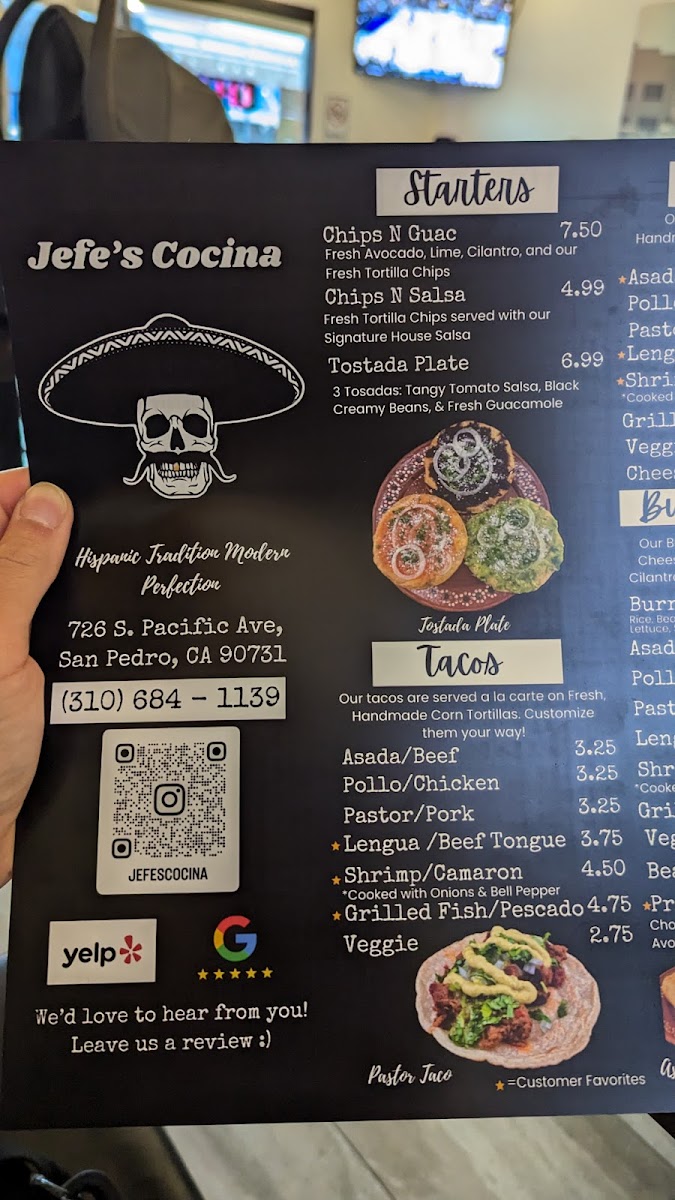 Jefe's Cocina
Hispanic Tradition Modern
Perfection
726 S. Pacific Ave,
San Pedro, CA 90731
(310) 684 - 1139
JEFESCOCINA
yelp
G
We'd love to hear from you!
Leave us a review :)
Starters
Chips N Guac 7.50
Fresh Avocado, Lime, Cilantro, and our
Fresh Tortilla Chips
Chips N Salsa 4.99
Fresh Tortilla Chips served with our
Signature House Salsa
Tostada Plate 6.99
3 Tosadas: Tangy Tomato Salsa, Black
Creamy Beans, & Fresh Guacamole
Tostada Plate
Tacos
Our tacos are served a la carte on Fresh,
Handmade Corn Tortillas. Customize
them your way!
Asada/Beef 3.25
Pollo/Chicken 3.25
Pastor/Pork 3.25
Lengua /Beef Tongue 3.75
Shrimp/Camaron 4.50
*Cooked with Onions & Bell Pepper
Grilled Fish/Pescado 4.75
Veggie 2.75
Pastor Taco
=Customer Favorites
Our B
Burr
Rice, Bea
Lettuce,
*Cooked